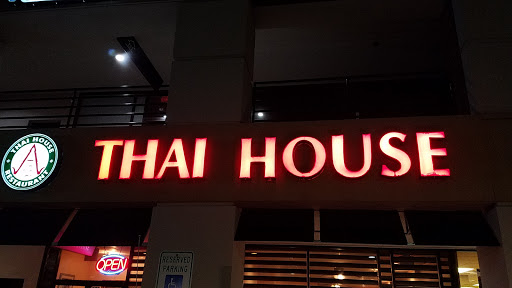 THAI HOUSE
THAI HOUSE
A
RESTAURANT
OPEN
RESERVED
PARKING